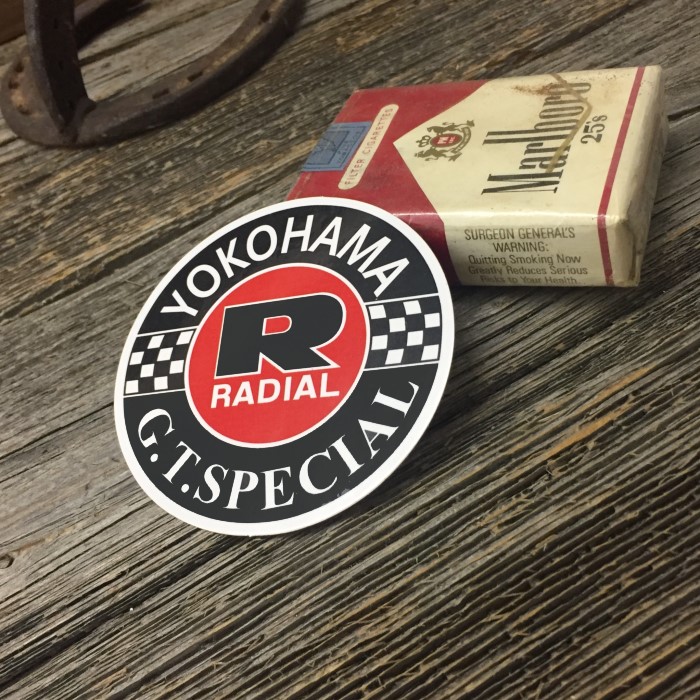 YOKOHAMA
R
RADIAL
G.T.SPECIAL
FILTER CIGARETTES
Marlboro
25's
SURGEON GENERAL'S
WARNING:
Quitting Smoking Now
Greatly Reduces Serious
Risks to Your Health